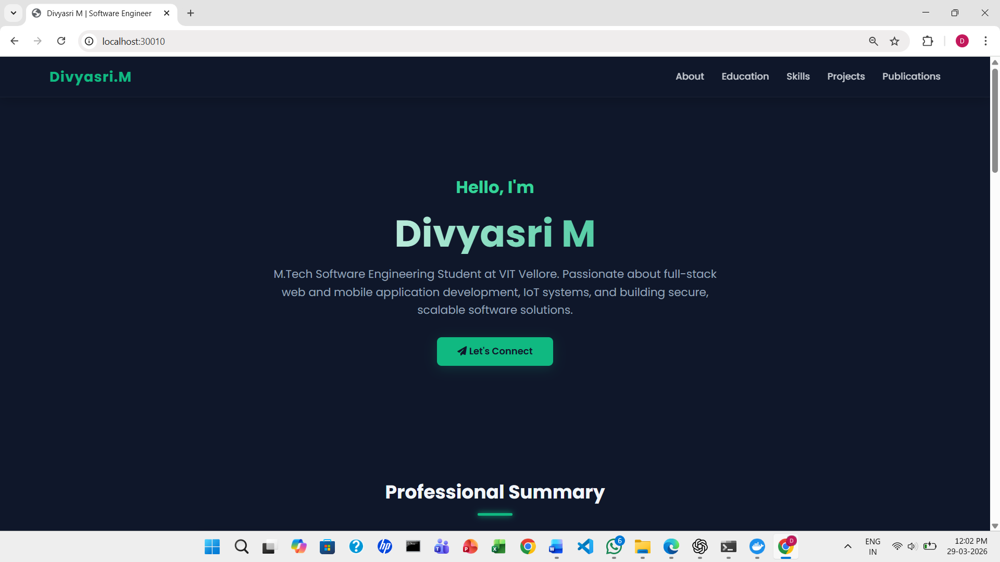 Divyasri M | Software Engineer
localhost:30010
D
Divyasri.M
About Education Skills Projects Publications
Hello, I'm
Divyasri M
M.Tech Software Engineering Student at VIT Vellore. Passionate about full-stack
web and mobile application development, IoT systems, and building secure,
scalable software solutions.
Let's Connect
Professional Summary
6
D
ENG
IN
12:02 PM
29-03-2026